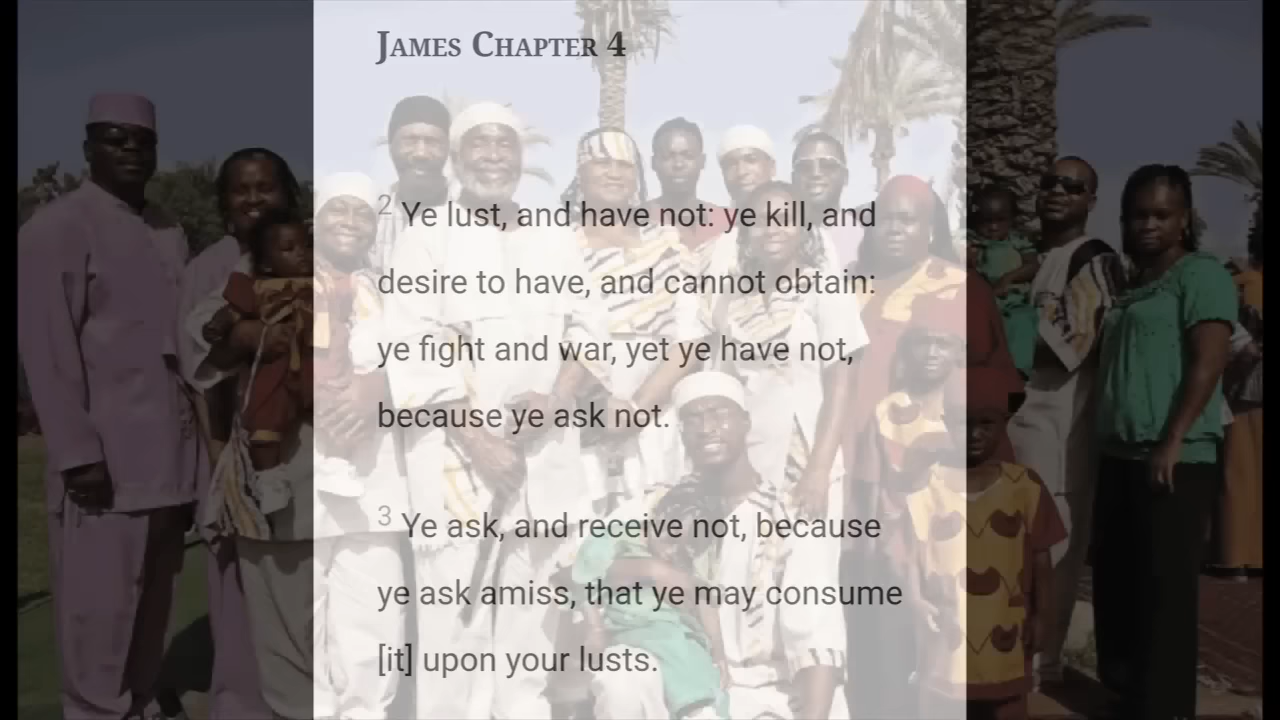 James Chapter 4
2 Ye lust, and have not: ye kill, and
desire to have, and cannot obtain:
ye fight and war, yet ye have not,
because ye ask not.
3 Ye ask, and receive not, because
ye ask amiss, that ye may consume
[it] upon your lusts.